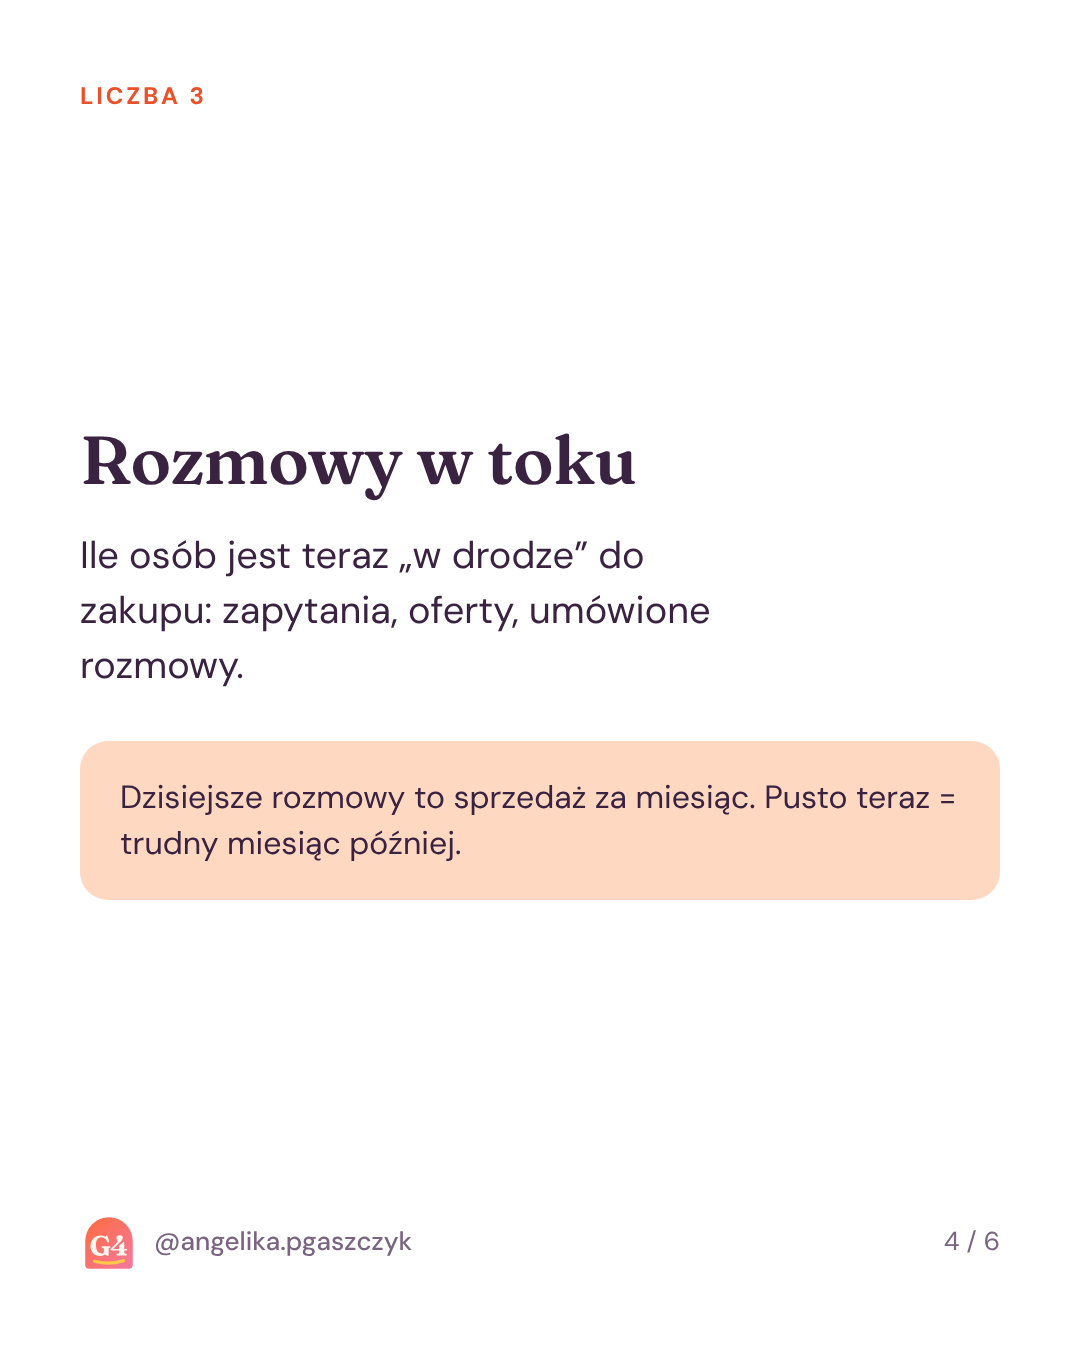 LICZBA 3
Rozmowy w toku
Ile osób jest teraz „w drodze” do
zakupu: zapytania, oferty, umówione
rozmowy.
Dzisiejsze rozmowy to sprzedaż za miesiąc. Pusto teraz =
trudny miesiąc później.
G4
@angelika.pgaszczyk
4 / 6